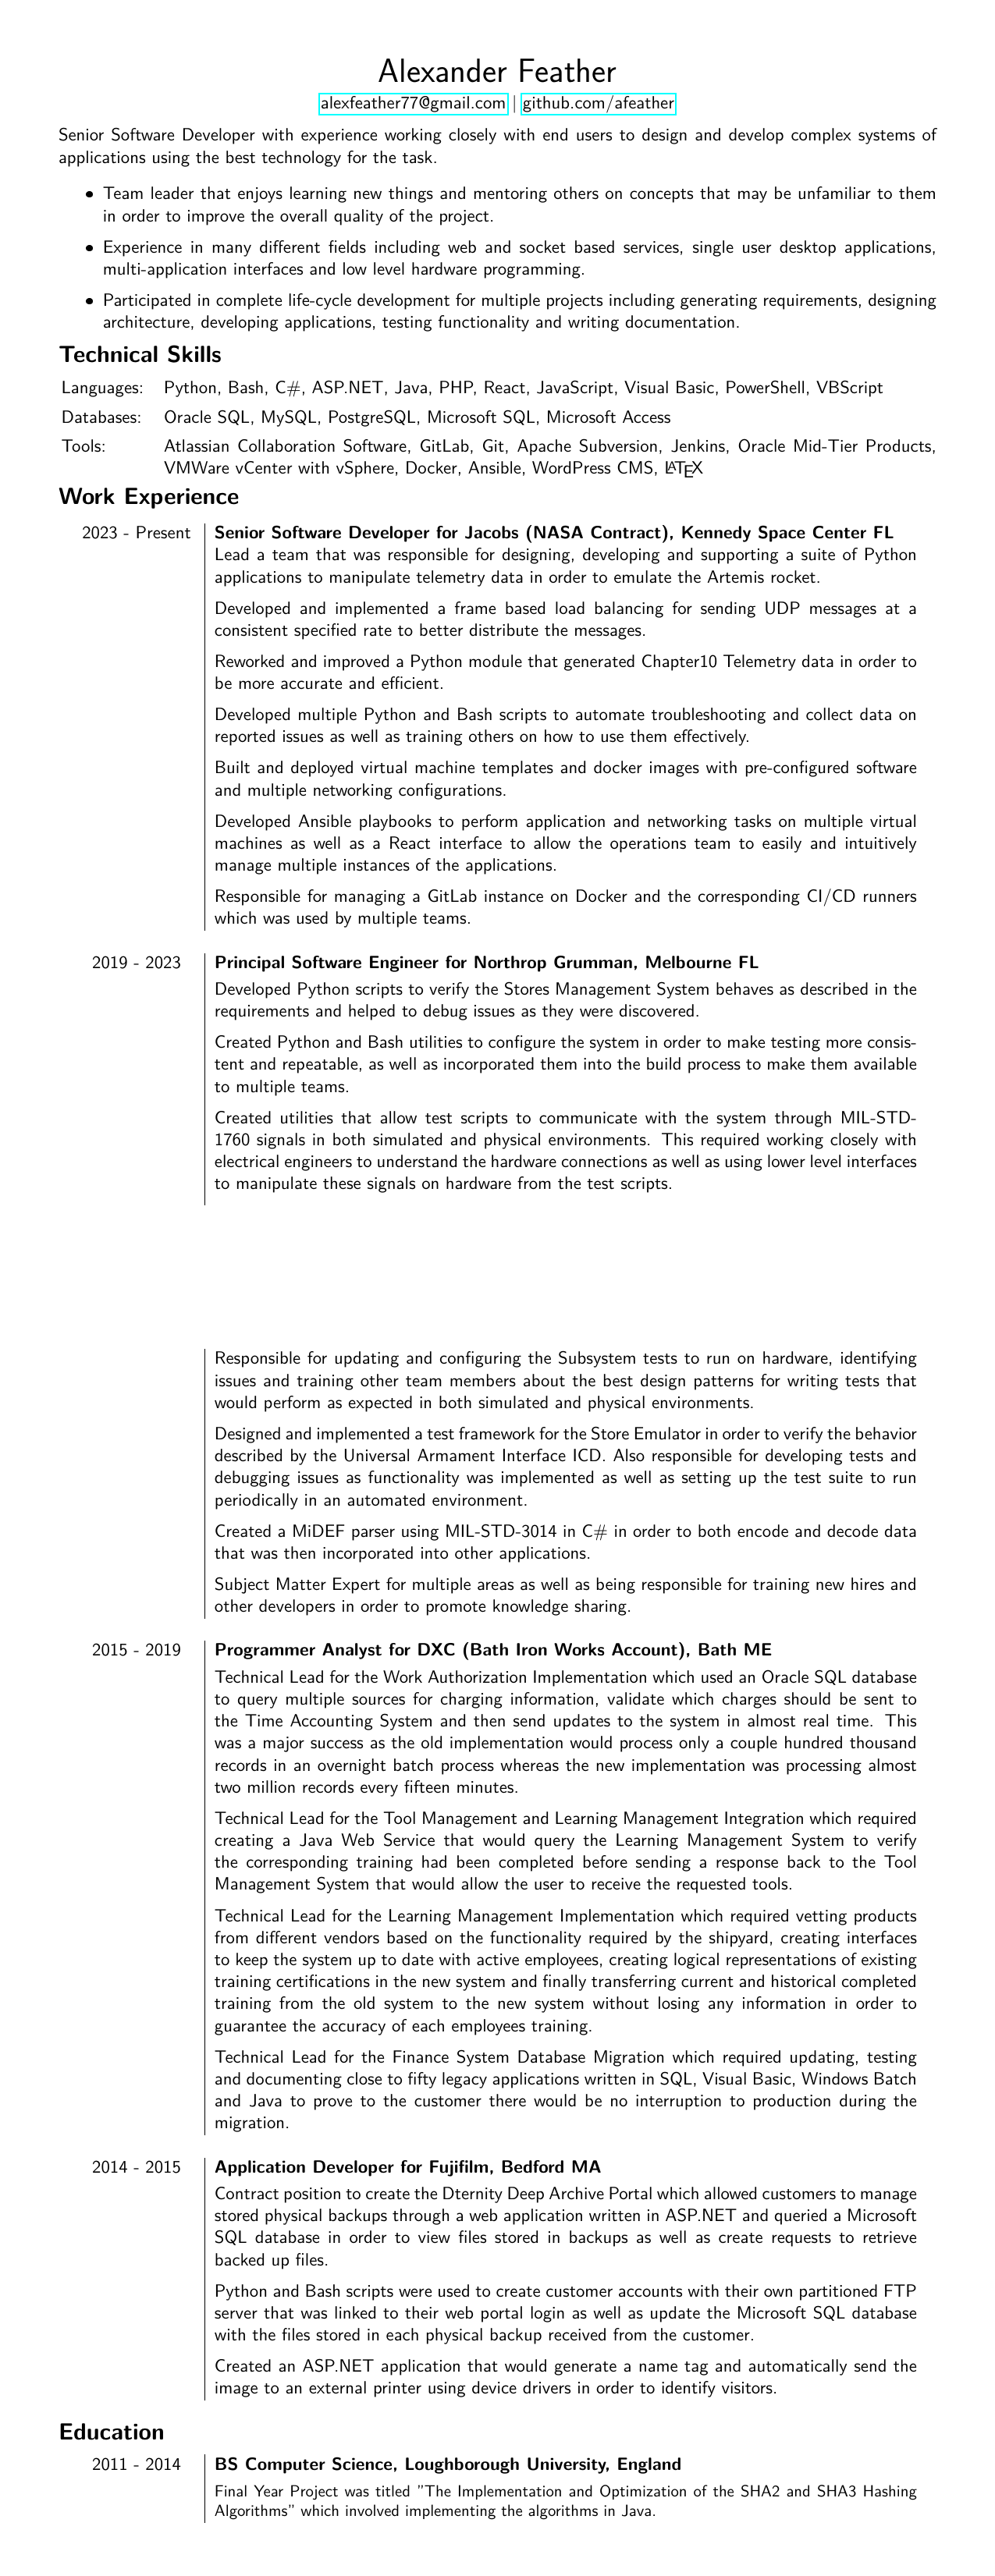 Alexander Feather
alexfeather77@gmail.com | github.com/afeather
Senior Software Developer with experience working closely with end users to design and develop complex systems of
applications using the best technology for the task.
• Team leader that enjoys learning new things and mentoring others on concepts that may be unfamiliar to them
in order to improve the overall quality of the project.
• Experience in many different fields including web and socket based services, single user desktop applications,
multi-application interfaces and low level hardware programming.
• Participated in complete life-cycle development for multiple projects including generating requirements, designing
architecture, developing applications, testing functionality and writing documentation.
Technical Skills
Languages: Python, Bash, C#, ASP.NET, Java, PHP, React, JavaScript, Visual Basic, PowerShell, VBScript
Databases: Oracle SQL, MySQL, PostgreSQL, Microsoft SQL, Microsoft Access
Tools: Atlassian Collaboration Software, GitLab, Git, Apache Subversion, Jenkins, Oracle Mid-Tier Products,
VMWare vCenter with vSphere, Docker, Ansible, WordPress CMS, LATEX
Work Experience
2023 - Present Senior Software Developer for Jacobs (NASA Contract), Kennedy Space Center FL
Lead a team that was responsible for designing, developing and supporting a suite of Python
applications to manipulate telemetry data in order to emulate the Artemis rocket.
Developed and implemented a frame based load balancing for sending UDP messages at a
consistent specified rate to better distribute the messages.
Reworked and improved a Python module that generated Chapter10 Telemetry data in order to
be more accurate and efficient.
Developed multiple Python and Bash scripts to automate troubleshooting and collect data on
reported issues as well as training others on how to use them effectively.
Built and deployed virtual machine templates and docker images with pre-configured software
and multiple networking configurations.
Developed Ansible playbooks to perform application and networking tasks on multiple virtual
machines as well as a React interface to allow the operations team to easily and intuitively
manage multiple instances of the applications.
Responsible for managing a GitLab instance on Docker and the corresponding CI/CD runners
which was used by multiple teams.
2019 - 2023 Principal Software Engineer for Northrop Grumman, Melbourne FL
Developed Python scripts to verify the Stores Management System behaves as described in the
requirements and helped to debug issues as they were discovered.
Created Python and Bash utilities to configure the system in order to make testing more consis-
tent and repeatable, as well as incorporated them into the build process to make them available
to multiple teams.
Created utilities that allow test scripts to communicate with the system through MIL-STD-
1760 signals in both simulated and physical environments. This required working closely with
electrical engineers to understand the hardware connections as well as using lower level interfaces
to manipulate these signals on hardware from the test scripts.
Responsible for updating and configuring the Subsystem tests to run on hardware, identifying
issues and training other team members about the best design patterns for writing tests that
would perform as expected in both simulated and physical environments.
Designed and implemented a test framework for the Store Emulator in order to verify the behavior
described by the Universal Armament Interface ICD. Also responsible for developing tests and
debugging issues as functionality was implemented as well as setting up the test suite to run
periodically in an automated environment.
Created a MiDEF parser using MIL-STD-3014 in C# in order to both encode and decode data
that was then incorporated into other applications.
Subject Matter Expert for multiple areas as well as being responsible for training new hires and
other developers in order to promote knowledge sharing.
2015 - 2019 Programmer Analyst for DXC (Bath Iron Works Account), Bath ME
Technical Lead for the Work Authorization Implementation which used an Oracle SQL database
to query multiple sources for charging information, validate which charges should be sent to
the Time Accounting System and then send updates to the system in almost real time. This
was a major success as the old implementation would process only a couple hundred thousand
records in an overnight batch process whereas the new implementation was processing almost
two million records every fifteen minutes.
Technical Lead for the Tool Management and Learning Management Integration which required
creating a Java Web Service that would query the Learning Management System to verify
the corresponding training had been completed before sending a response back to the Tool
Management System that would allow the user to receive the requested tools.
Technical Lead for the Learning Management Implementation which required vetting products
from different vendors based on the functionality required by the shipyard, creating interfaces
to keep the system up to date with active employees, creating logical representations of existing
training certifications in the new system and finally transferring current and historical completed
training from the old system to the new system without losing any information in order to
guarantee the accuracy of each employees training.
Technical Lead for the Finance System Database Migration which required updating, testing
and documenting close to fifty legacy applications written in SQL, Visual Basic, Windows Batch
and Java to prove to the customer there would be no interruption to production during the
migration.
2014 - 2015 Application Developer for Fujifilm, Bedford MA
Contract position to create the Dternity Deep Archive Portal which allowed customers to manage
stored physical backups through a web application written in ASP.NET and queried a Microsoft
SQL database in order to view files stored in backups as well as create requests to retrieve
backed up files.
Python and Bash scripts were used to create customer accounts with their own partitioned FTP
server that was linked to their web portal login as well as update the Microsoft SQL database
with the files stored in each physical backup received from the customer.
Created an ASP.NET application that would generate a name tag and automatically send the
image to an external printer using device drivers in order to identify visitors.
Education
2011 - 2014 BS Computer Science, Loughborough University, England
Final Year Project was titled ”The Implementation and Optimization of the SHA2 and SHA3 Hashing
Algorithms” which involved implementing the algorithms in Java.